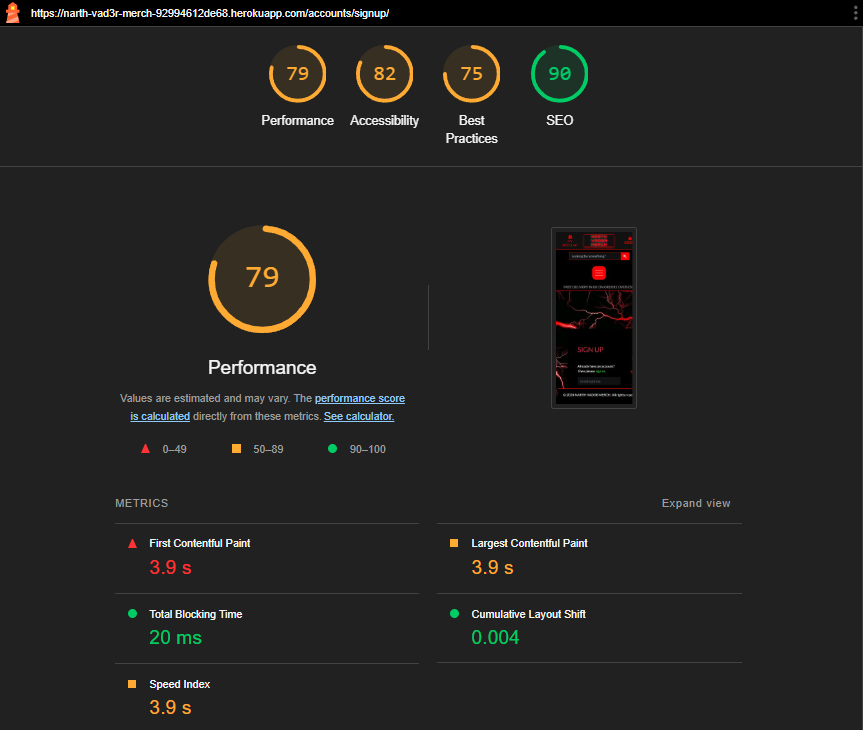 https://narth-vad3r-merch-92994612de68.herokuapp.com/accounts/signup/
79
82
75
90
Performance
Accessibility
Best
Practices
SEO
79
Performance
Values are estimated and may vary. The performance score
is calculated directly from these metrics. See calculator.
0–49
50–89
90–100
NARTH
VADER
MERCH
SIGN UP
METRICS
Expand view
First Contentful Paint
3.9 s
Largest Contentful Paint
3.9 s
Total Blocking Time
20 ms
Cumulative Layout Shift
0.004
Speed Index
3.9 s